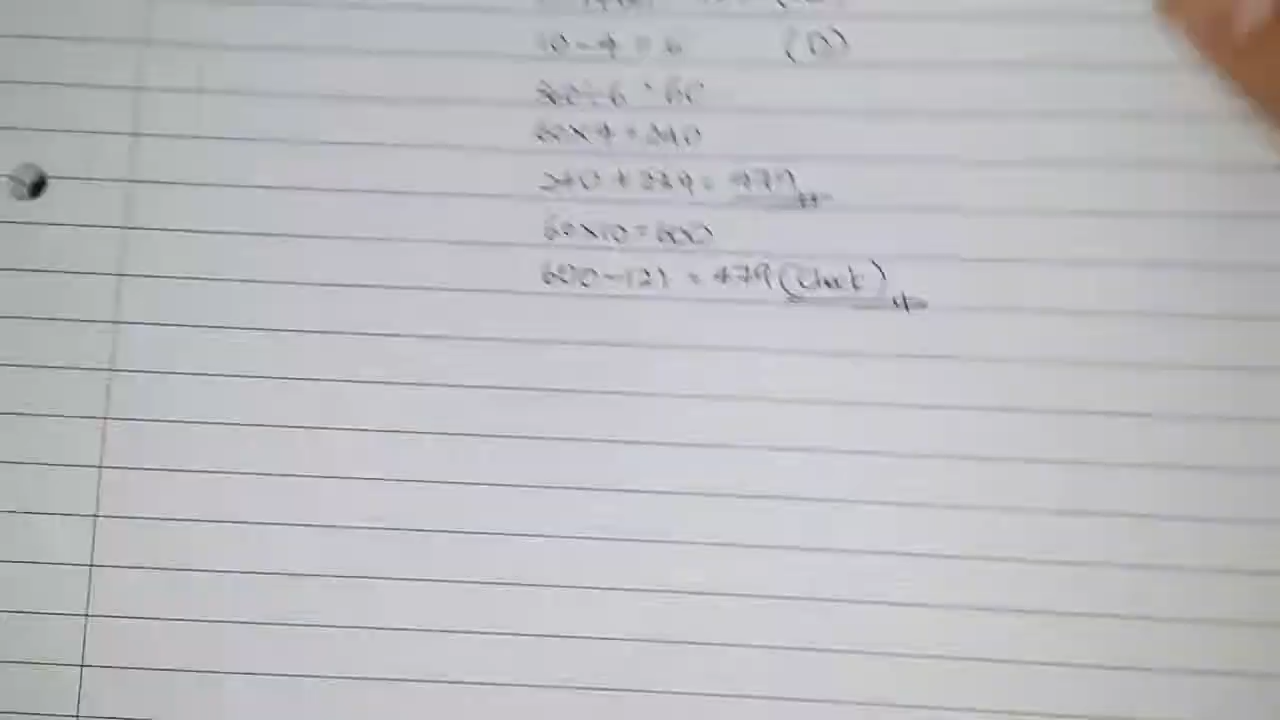 10 - 4 = 6 (D)
360 ÷ 6 = 60
60 x 4 = 240
240 + 239 = 479
60 x 10 = 600
600 - 121 = 479 (Check)